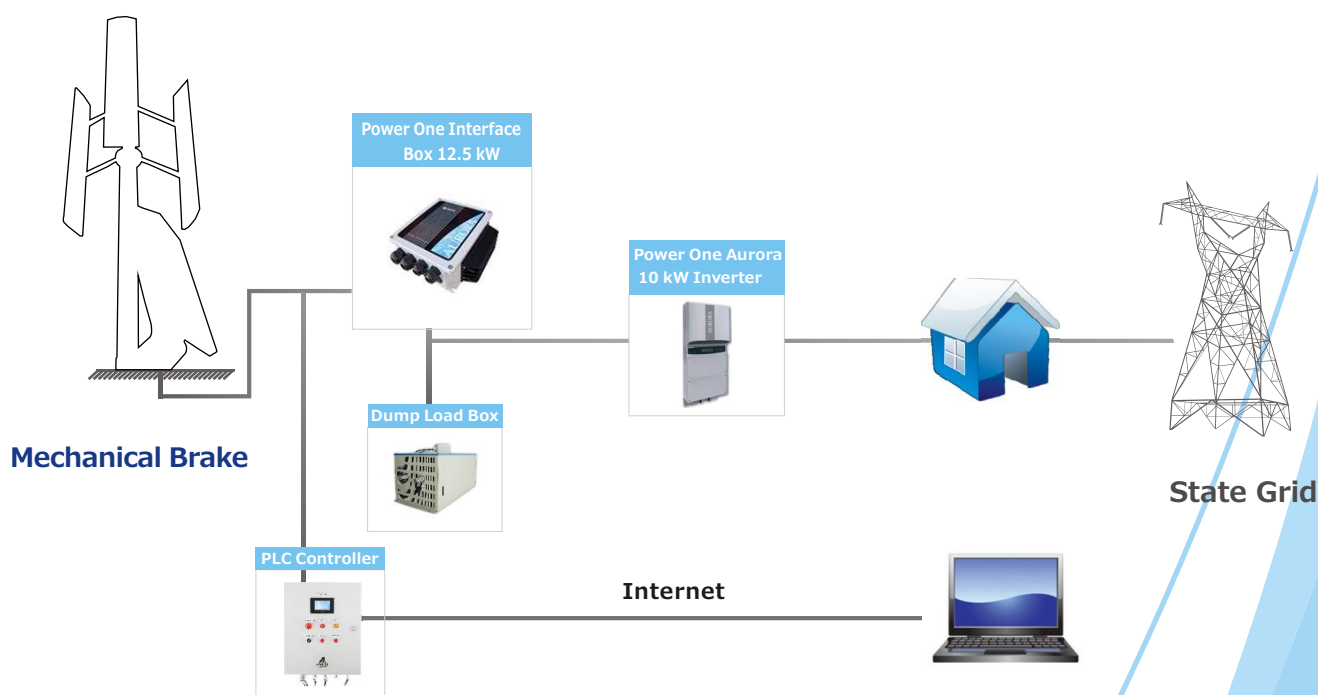 Power One Interface
Box 12.5 kW
Power One Aurora
10 kW Inverter
Dump Load Box
Mechanical Brake
State Grid
PLC Controller
Internet